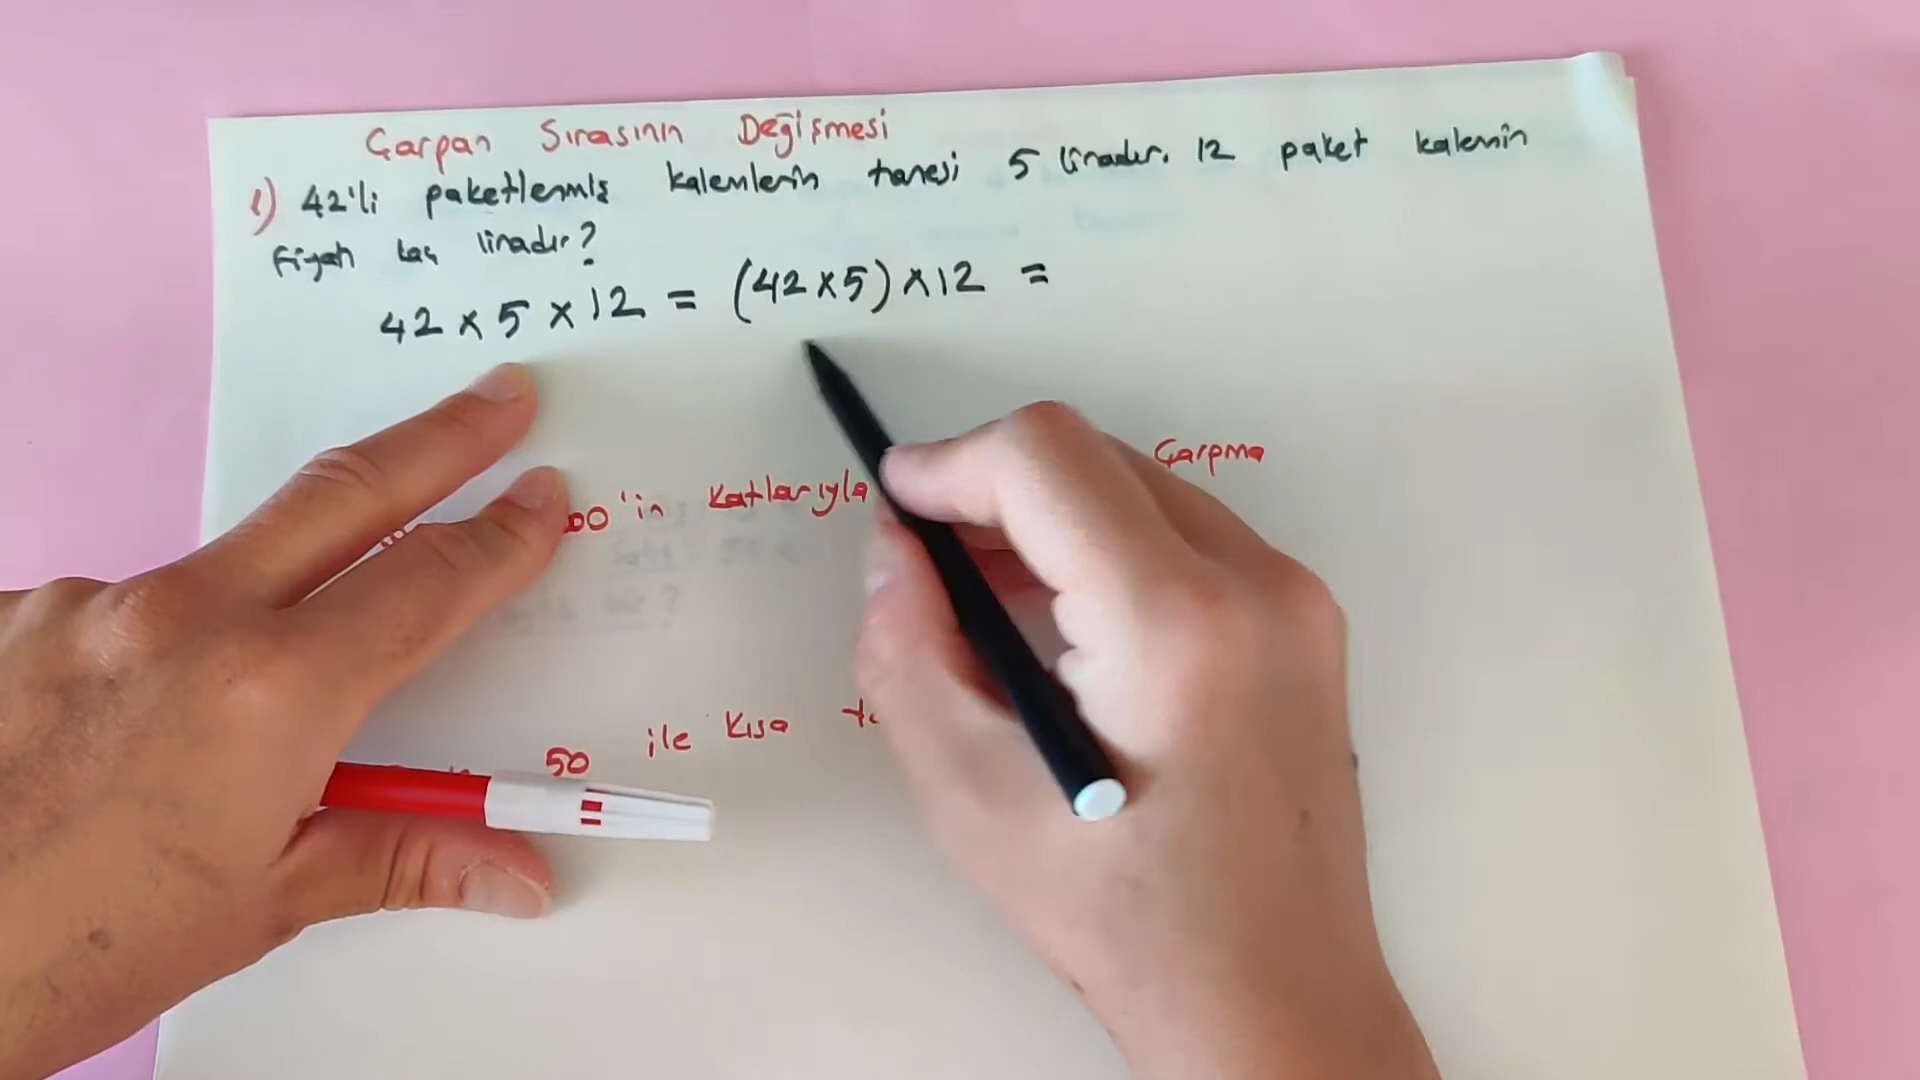 Çarpan Sırasının Değişmesi
1) 42'li paketlenmiş kalemlerin tanesi 5 liradır. 12 paket kalemin
fiyatı kaç liradır?
42 x 5 x 12 = (42 x 5) x 12 =
00'in katlarıyla Çarpma
50 ile kısa